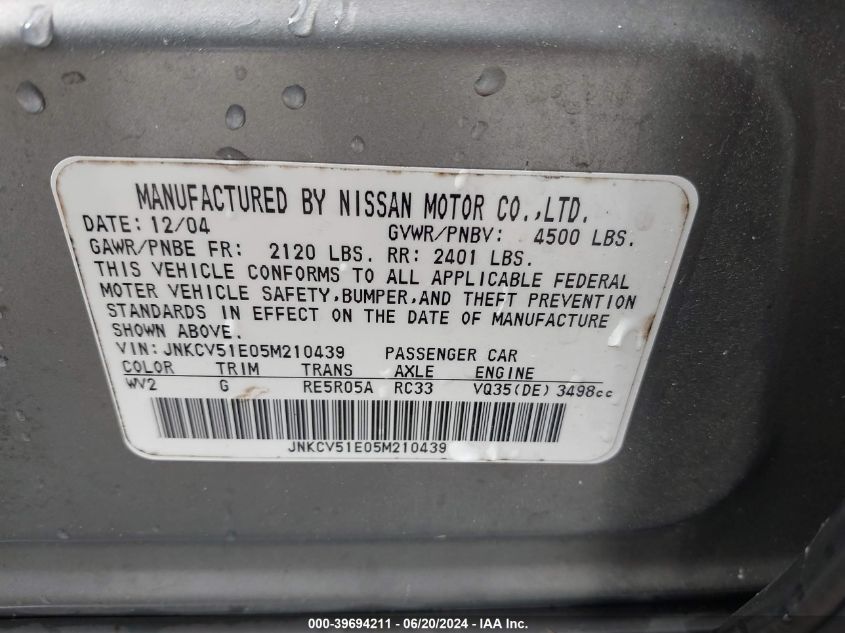 MANUFACTURED BY NISSAN MOTOR CO.,LTD.
DATE: 12/04 GVWR/PNBV: 4500 LBS.
GAWR/PNBE FR: 2120 LBS. RR: 2401 LBS.
THIS VEHICLE CONFORMS TO ALL APPLICABLE FEDERAL
MOTER VEHICLE SAFETY,BUMPER,AND THEFT PREVENTION
STANDARDS IN EFFECT ON THE DATE OF MANUFACTURE
SHOWN ABOVE.
VIN: JNKCV51E05M210439 PASSENGER CAR
COLOR TRIM TRANS AXLE ENGINE
WV2 G RE5R05A RC33 VQ35(DE) 3498cc
JNKCV51E05M210439
000-39694211 - 06/20/2024 - IAA Inc.